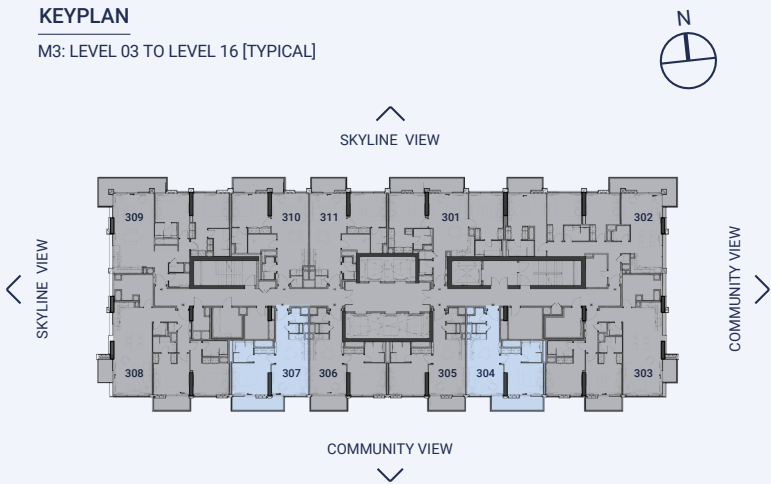 KEYPLAN
M3: LEVEL 03 TO LEVEL 16 [TYPICAL]
N
SKYLINE VIEW
309
310
311
301
302
SKYLINE VIEW
COMMUNITY VIEW
308
307
306
305
304
303
COMMUNITY VIEW